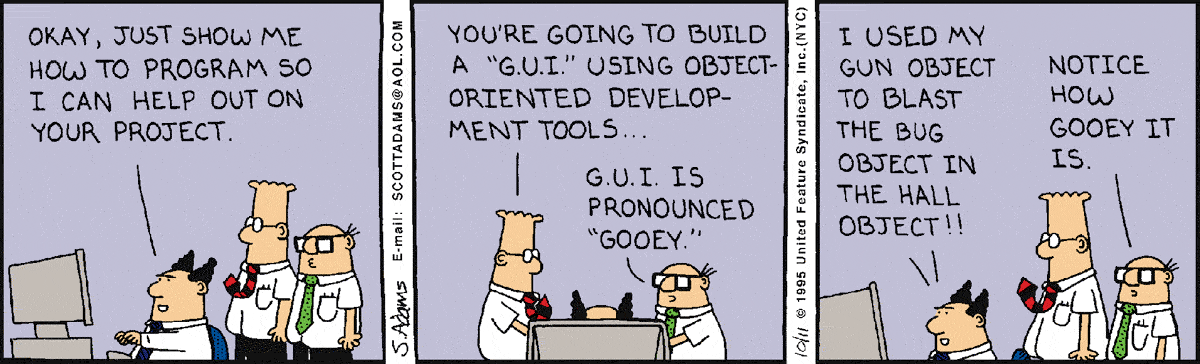 OKAY, JUST SHOW ME
HOW TO PROGRAM SO
I CAN HELP OUT ON
YOUR PROJECT.
S. Adams E-mail: SCOTTADAMS@AOL.COM
YOU'RE GOING TO BUILD
A "G.U.I." USING OBJECT-
ORIENTED DEVELOP-
MENT TOOLS...
G.U.I. IS
PRONOUNCED
"GOOEY."
10/11 © 1995 United Feature Syndicate, Inc.(NYC)
I USED MY
GUN OBJECT
TO BLAST
THE BUG
OBJECT IN
THE HALL
OBJECT!!
NOTICE
HOW
GOOEY IT
IS.